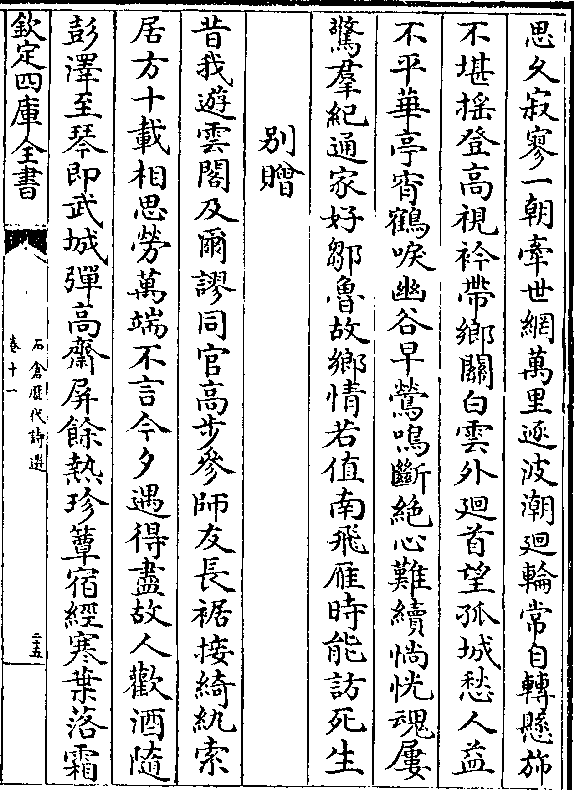 思久寂寥一朝牽世網萬里逐波潮廻輪常自轉懸斾
不堪摇登高視衿帶鄉關白雲外廻首望孤城愁人益
不平華亭宵鶴唳幽谷早鶯鳴斷絶心難續惝怳魂屢
驚羣紀通家好鄒魯故鄉情若值南飛雁時能訪死生
别贈
昔我遊雲閣及爾謬同官高步參師友長裾接綺紈索
居方十載相思勞萬端不言今夕遇得盡故人歡酒隨
彭澤至琴即武城彈高齋屏餘熱珍簟宿經寒葉落霜
欽定四庫全書
石倉歷代詩選
卷十一
二五